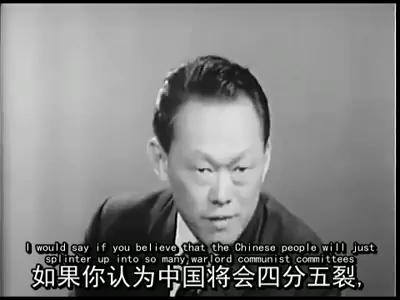 I would say if you believe that the Chinese people will just
splinter up into so many warlord communist committees
如果你认为中国将会四分五裂,